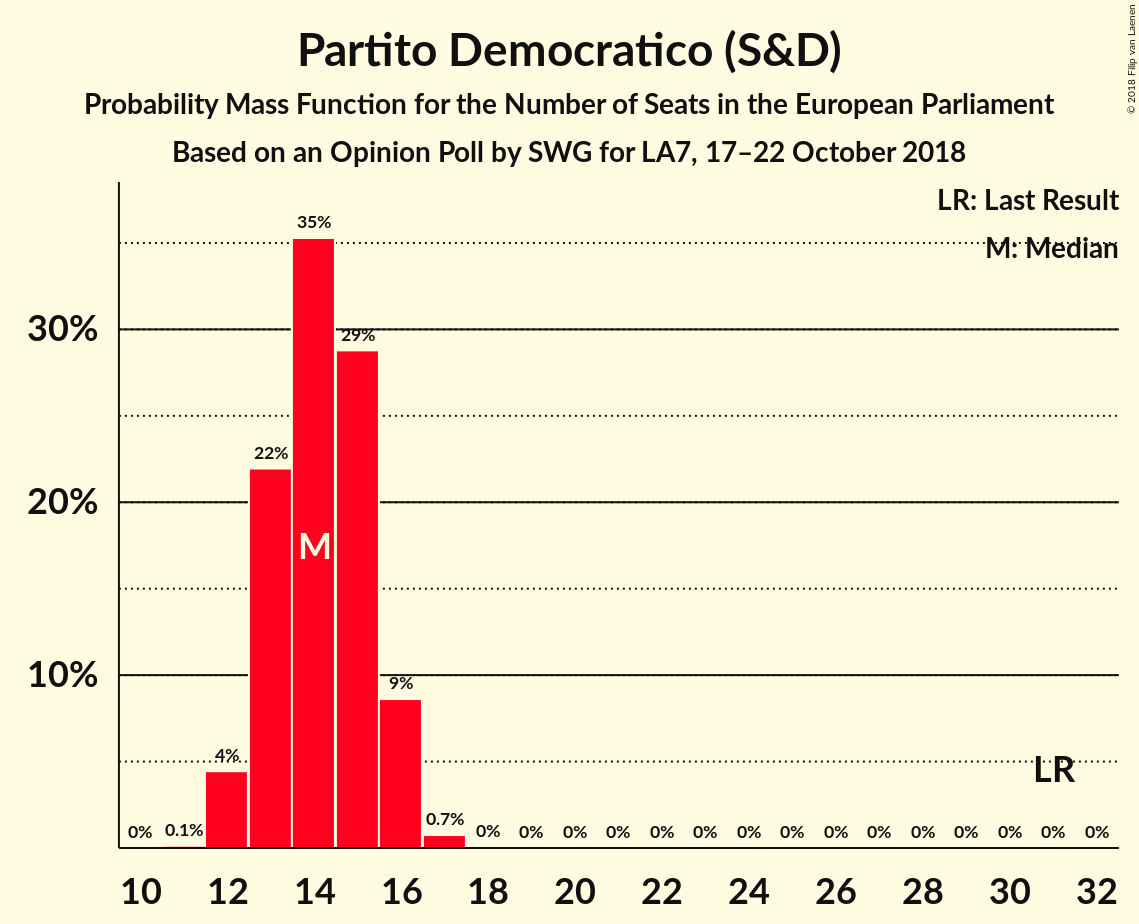 Partito Democratico (S&D)
Probability Mass Function for the Number of Seats in the European Parliament
Based on an Opinion Poll by SWG for LA7, 17–22 October 2018
© 2018 Filip van Laenen
LR: Last Result
M: Median
30%
20%
10%
0% 0.1% 4% 22% 35% 29% 9% 0.7% 0% 0% 0% 0% 0% 0% 0% 0% 0% 0% 0% 0% 0% 0% 0%
M
LR
10 12 14 16 18 20 22 24 26 28 30 32